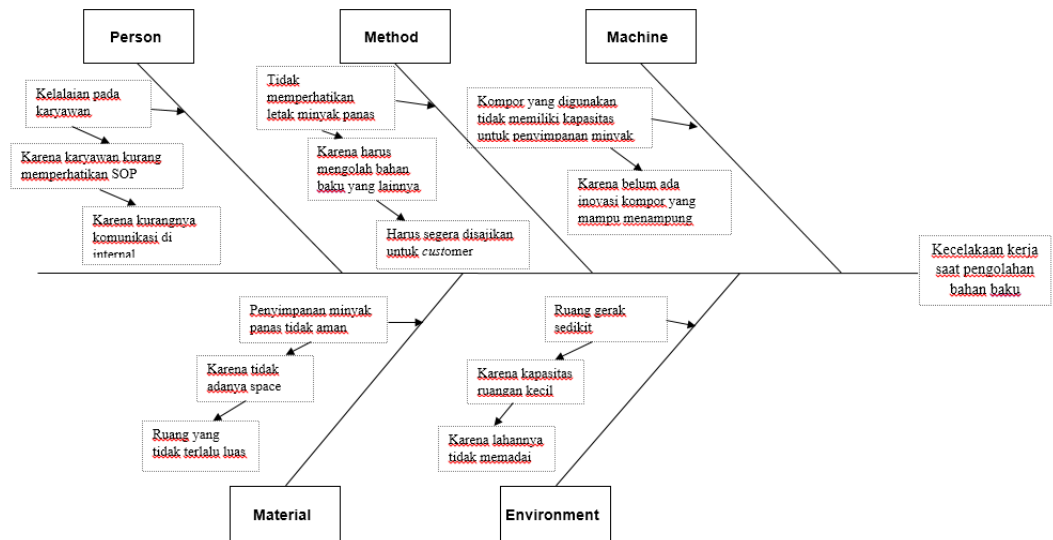 Person
Method
Machine
Kelalaian pada
karyawan
Karena karyawan kurang
memperhatikan SOP
Karena kurangnya
komunikasi di
internal
Tidak
memperhatikan
letak minyak panas
Karena harus
mengolah bahan
baku yang lainnya
Harus segera disajikan
untuk customer
Kompor yang digunakan
tidak memiliki kapasitas
untuk penyimpanan minyak
Karena belum ada
inovasi kompor yang
mampu menampung
Kecelakaan kerja
saat pengolahan
bahan baku
Penyimpanan minyak
panas tidak aman
Karena tidak
adanya space
Ruang yang
tidak terlalu luas
Ruang gerak
sedikit
Karena kapasitas
ruangan kecil
Karena lahannya
tidak memadai
Material
Environment